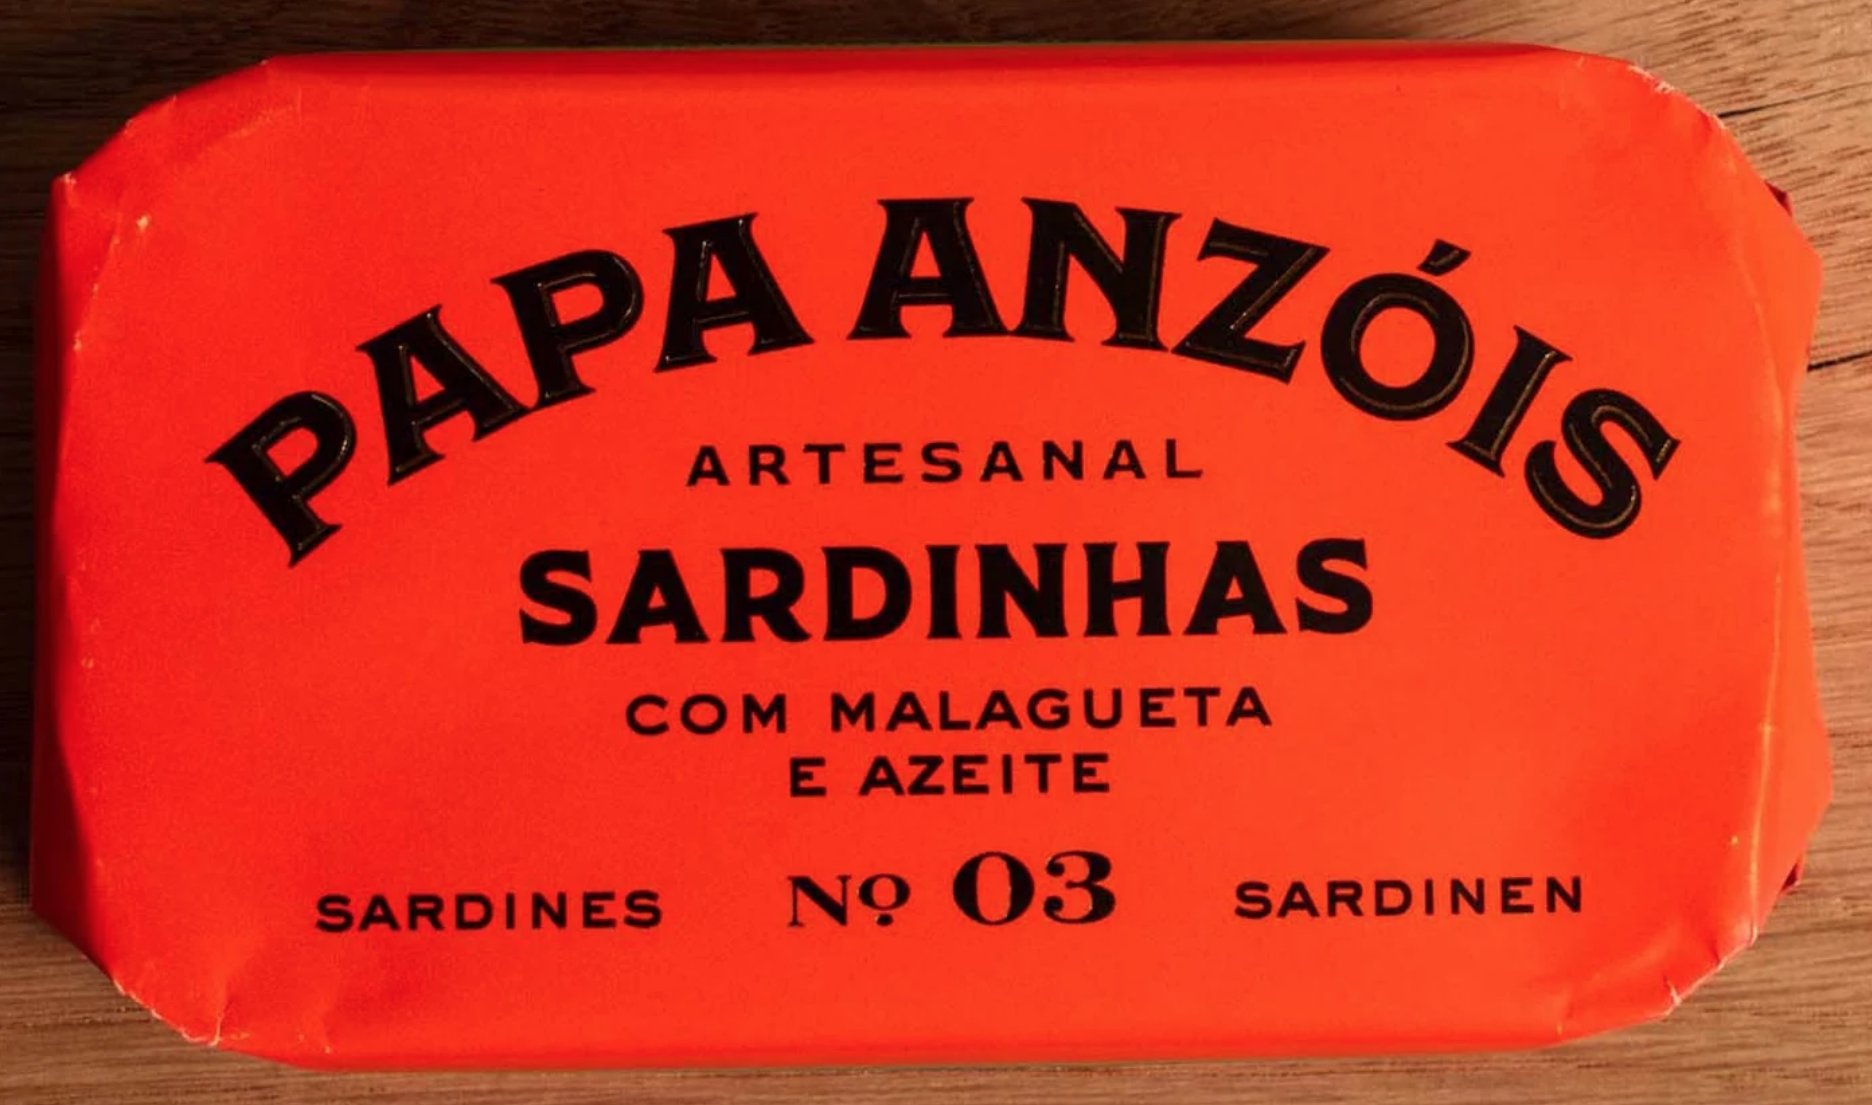 PAPA ANZÓIS
ARTESANAL
SARDINHAS
COM MALAGUETA
E AZEITE
SARDINES Nº 03 SARDINEN